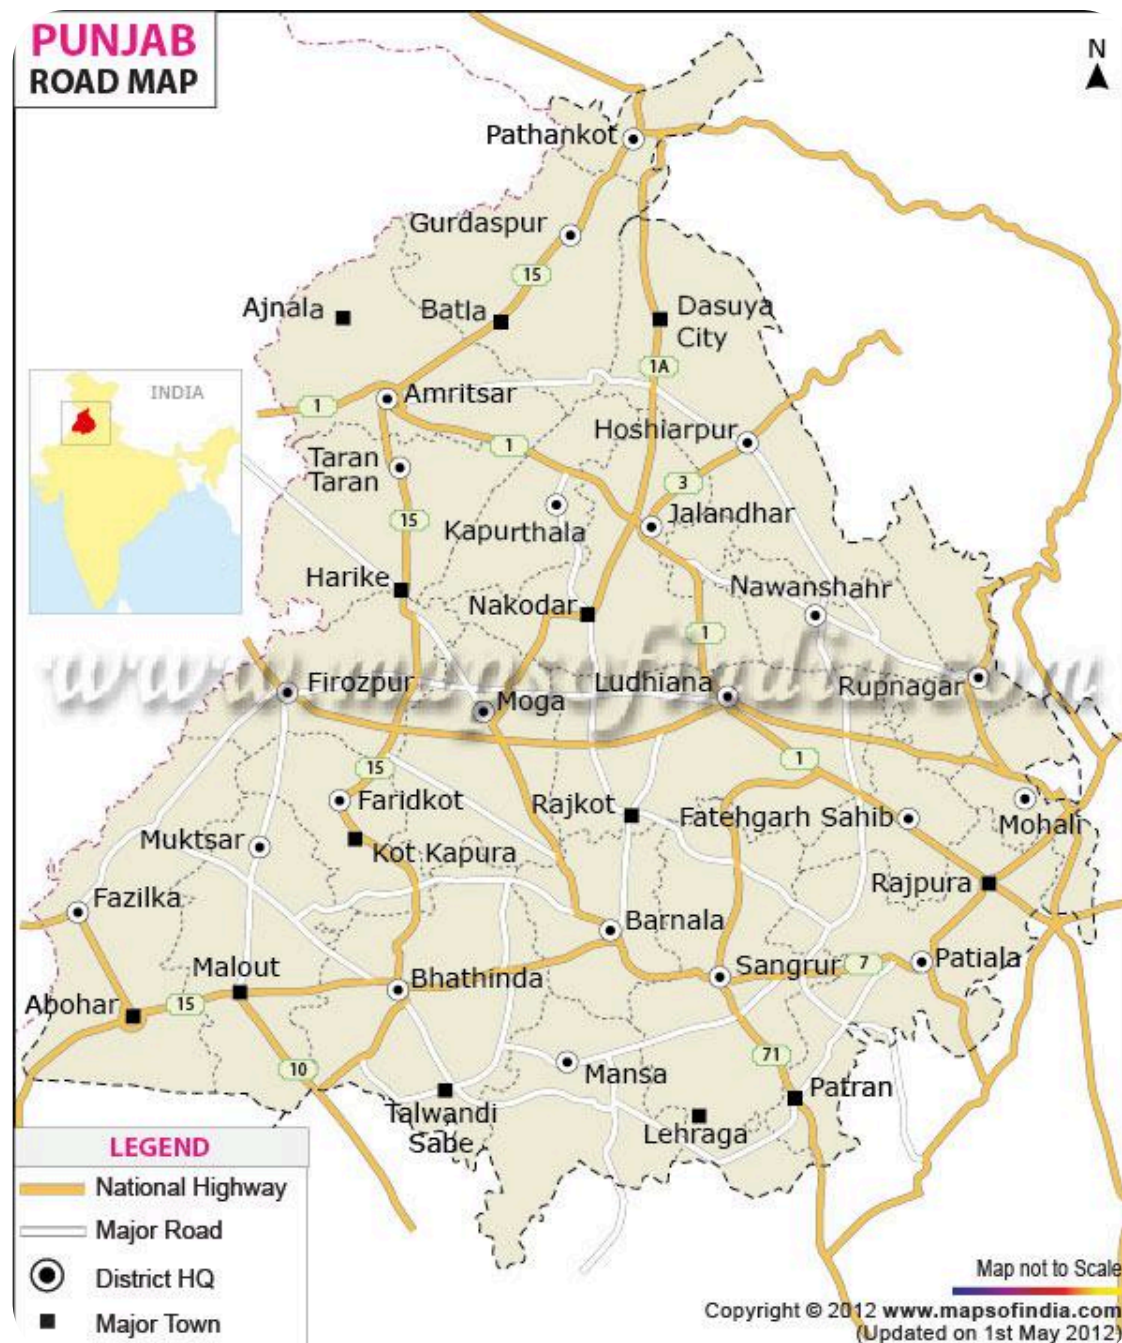 PUNJAB
ROAD MAP
N
Pathankot
Gurdaspur
15
Ajnala
Batla
Dasuya
City
1A
INDIA
Amritsar
1
Hoshiarpur
1
Taran
Taran
3
15
Kapurthala
Jalandhar
Harike
Nakodar
Nawanshahr
1
www.mapsofindia.com
Firozpur
Moga
Ludhiana
Rupnagar
15
1
Faridkot
Rajkot
Fatehgarh Sahib
Mohali
Muktsar
Kot Kapura
Rajpura
Fazilka
Barnala
Malout
Bhathinda
Sangrur
7
Patiala
Abohar
15
10
71
Mansa
Patran
Talwandi
Sabe
Lehraga
LEGEND
National Highway
Major Road
District HQ
Major Town
Map not to Scale
Copyright © 2012 www.mapsofindia.com
(Updated on 1st May 2012)